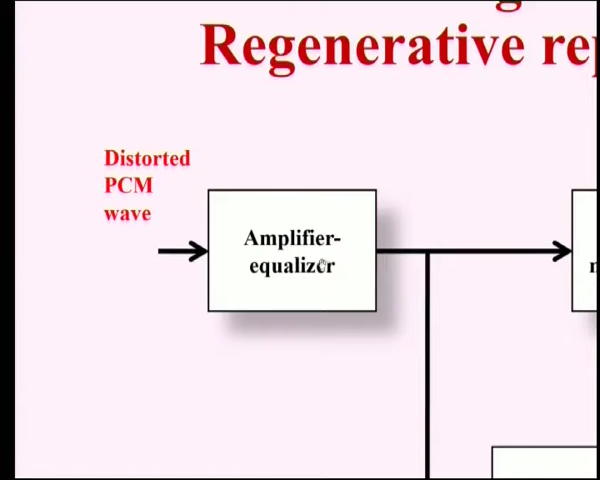 Regenerative re
Distorted
PCM
wave
Amplifier-
equalizer